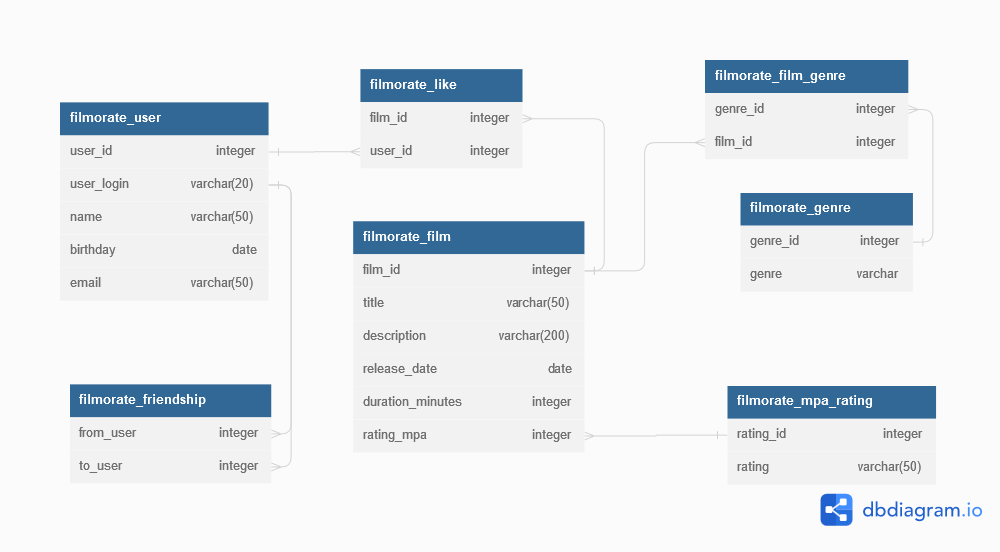 filmorate_user
user_id integer
user_login varchar(20)
name varchar(50)
birthday date
email varchar(50)
filmorate_like
film_id integer
user_id integer
filmorate_film_genre
genre_id integer
film_id integer
filmorate_genre
genre_id integer
genre varchar
filmorate_film
film_id integer
title varchar(50)
description varchar(200)
release_date date
duration_minutes integer
rating_mpa integer
filmorate_friendship
from_user integer
to_user integer
filmorate_mpa_rating
rating_id integer
rating varchar(50)
dbdiagram.io